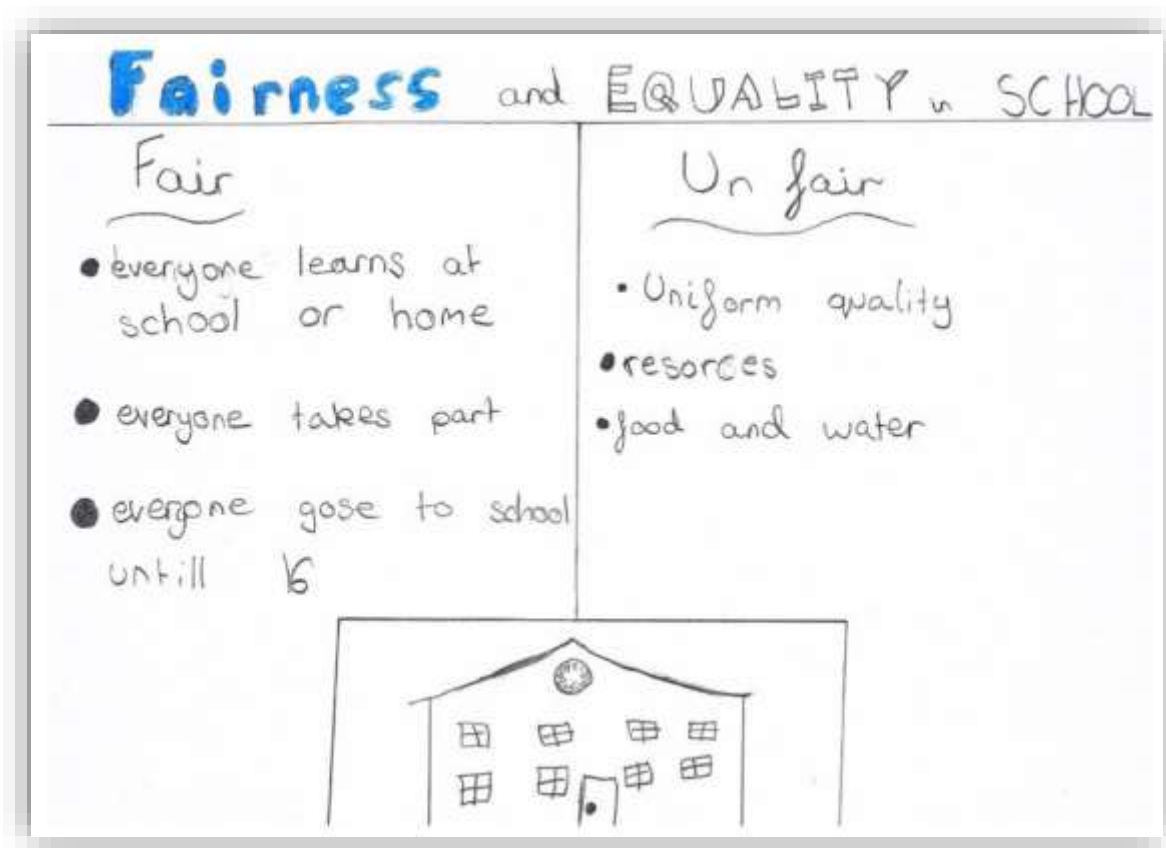 Fairness and EQUALITY in SCHOOL
Fair
• everyone learns at
school or home
• everyone takes part
• everyone gose to school
untill 16
Un fair
• Uniform quality
• resorces
• food and water